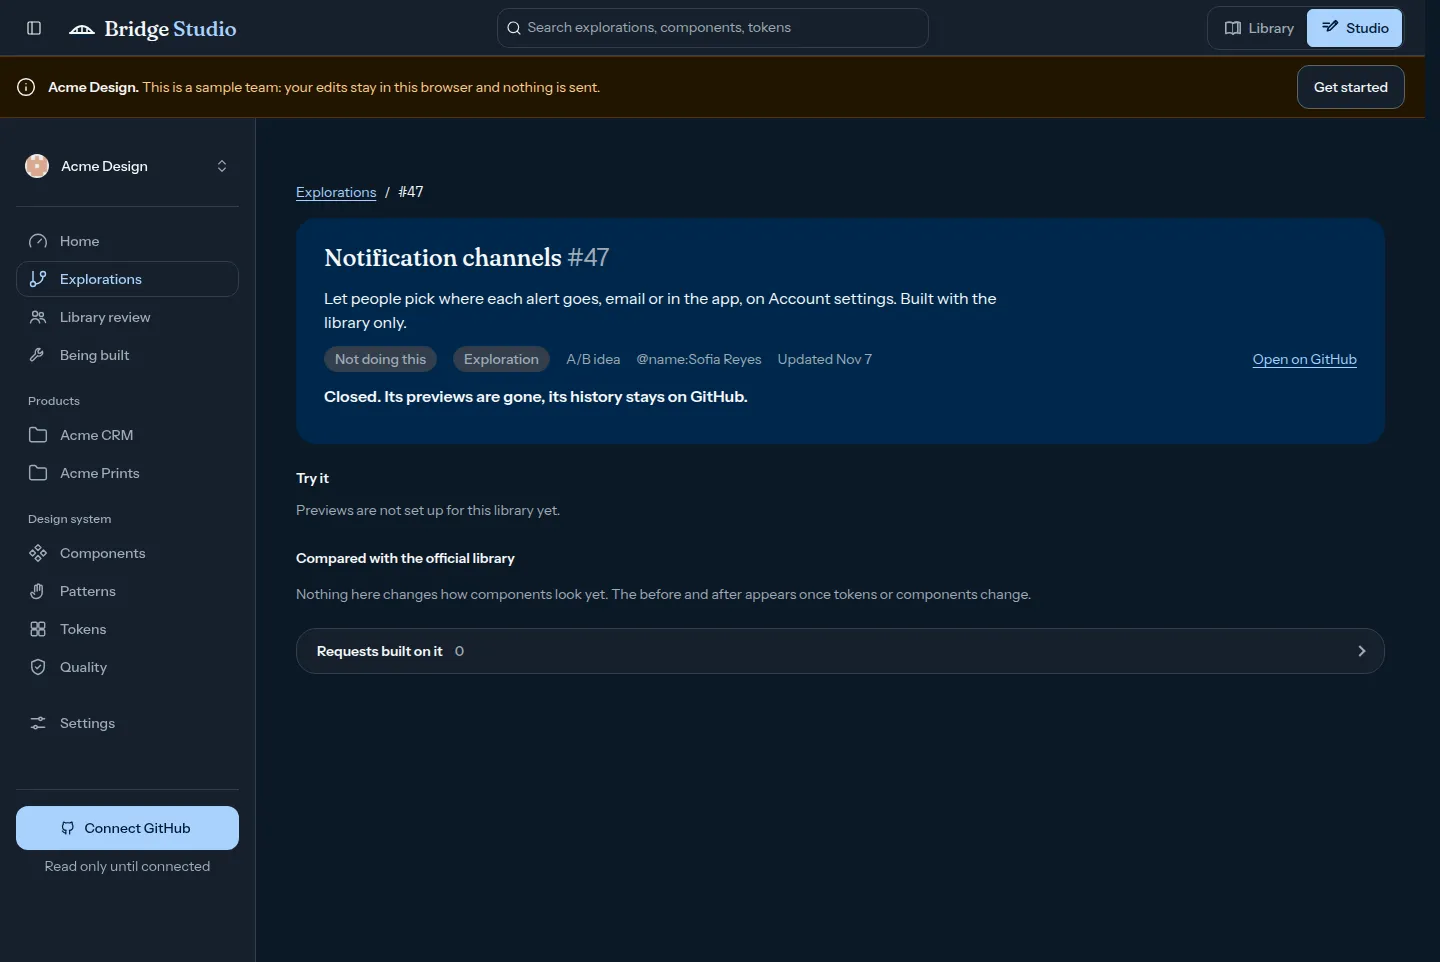 Bridge Studio
Search explorations, components, tokens
Library
Studio
Acme Design. This is a sample team: your edits stay in this browser and nothing is sent.
Get started
Acme Design
Home
Explorations
Library review
Being built
Products
Acme CRM
Acme Prints
Design system
Components
Patterns
Tokens
Quality
Settings
Connect GitHub
Read only until connected
Explorations / #47
Notification channels #47
Let people pick where each alert goes, email or in the app, on Account settings. Built with the
library only.
Not doing this Exploration A/B idea @name:Sofia Reyes Updated Nov 7 Open on GitHub
Closed. Its previews are gone, its history stays on GitHub.
Try it
Previews are not set up for this library yet.
Compared with the official library
Nothing here changes how components look yet. The before and after appears once tokens or components change.
Requests built on it 0